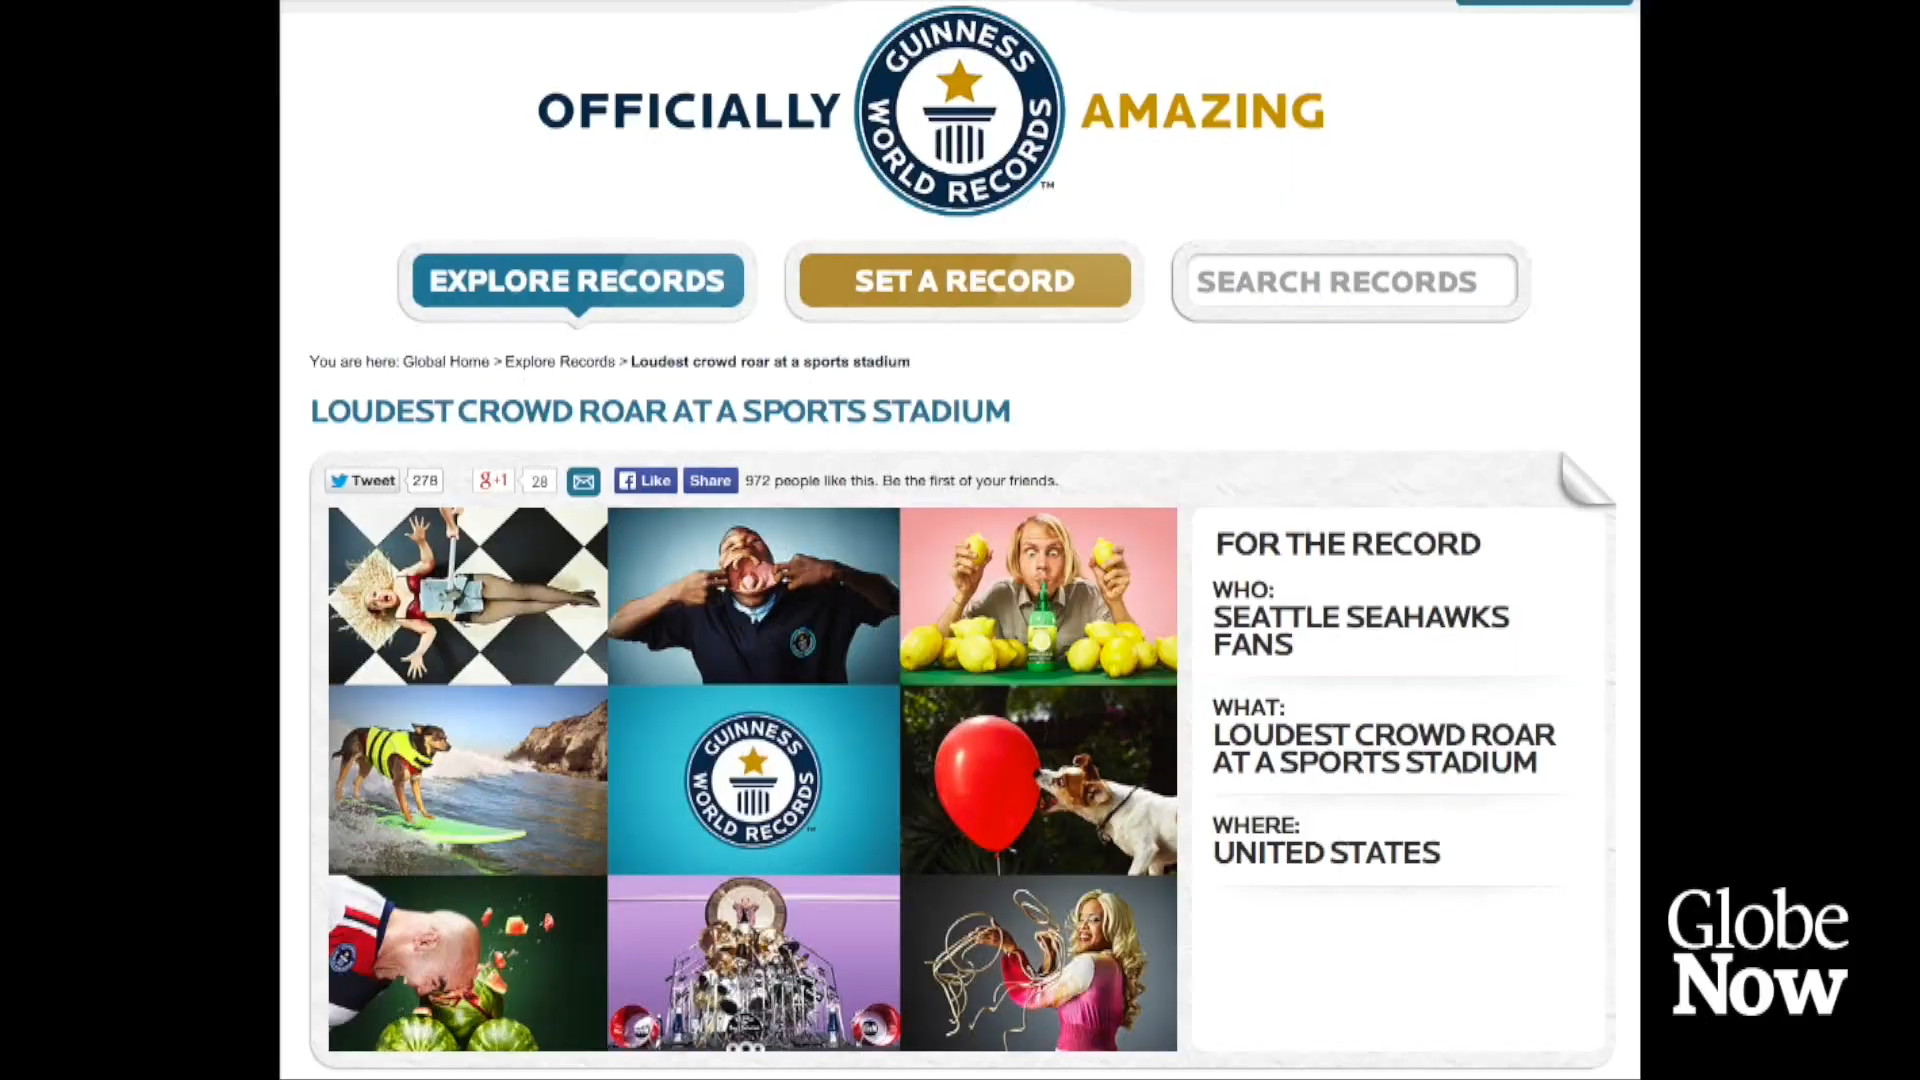 OFFICIALLY
GUINNESS WORLD RECORDS
TM
AMAZING
EXPLORE RECORDS
SET A RECORD
SEARCH RECORDS
You are here: Global Home > Explore Records > Loudest crowd roar at a sports stadium
LOUDEST CROWD ROAR AT A SPORTS STADIUM
Tweet 278 g+1 28 Like Share 972 people like this. Be the first of your friends.
GUINNESS WORLD RECORDS
FOR THE RECORD
WHO:
SEATTLE SEAHAWKS
FANS
WHAT:
LOUDEST CROWD ROAR
AT A SPORTS STADIUM
WHERE:
UNITED STATES
Globe
Now